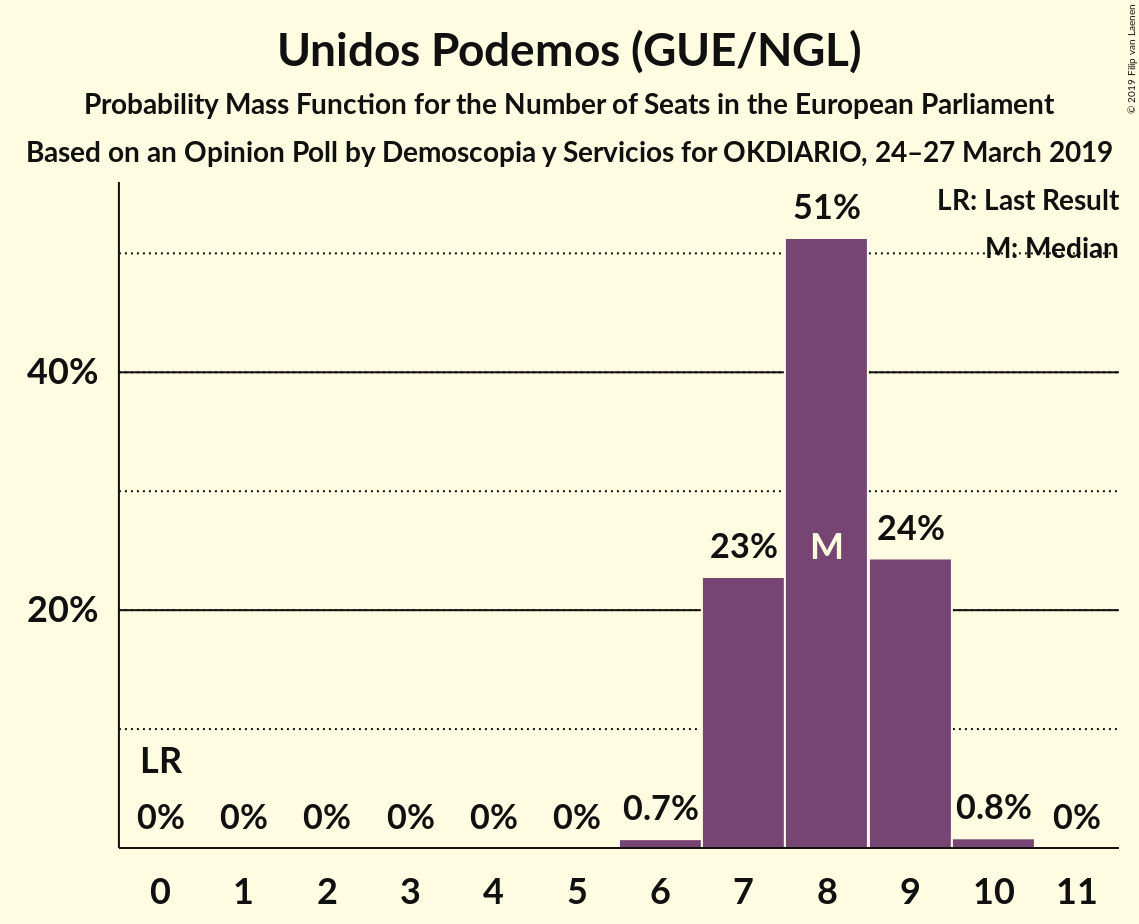 Unidos Podemos (GUE/NGL)
Probability Mass Function for the Number of Seats in the European Parliament
Based on an Opinion Poll by Demoscopia y Servicios for OKDIARIO, 24–27 March 2019
© 2019 Filip van Laenen
LR: Last Result
M: Median
51%
40%
24%
23%
M
20%
LR
0% 0% 0% 0% 0% 0% 0.7% 0.8% 0%
0 1 2 3 4 5 6 7 8 9 10 11